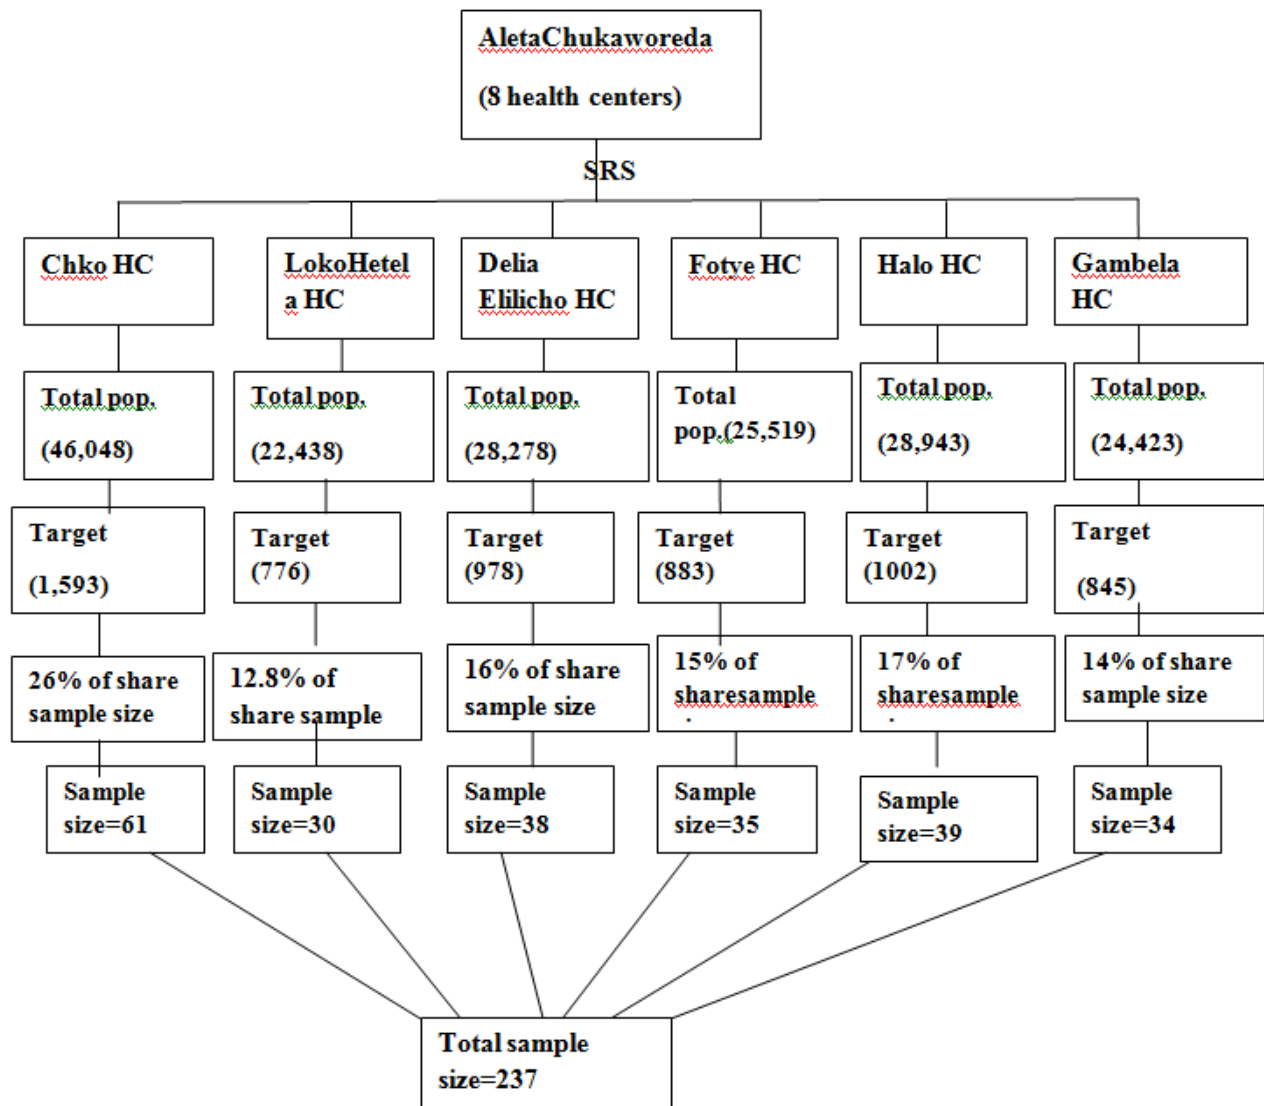 AletaChukaworeda
(8 health centers)
SRS
Chko HC
LokoHetel
a HC
Delia
Elilicho HC
Fotye HC
Halo HC
Gambela
HC
Total pop.
(46,048)
Total pop.
(22,438)
Total pop.
(28,278)
Total
pop.(25,519)
Total pop.
(28,943)
Total pop.
(24,423)
Target
(1,593)
Target
(776)
Target
(978)
Target
(883)
Target
(1002)
Target
(845)
26% of share
sample size
12.8% of
share sample
16% of share
sample size
15% of
sharesample
17% of
sharesample
14% of share
sample size
Sample
size=61
Sample
size=30
Sample
size=38
Sample
size=35
Sample
size=39
Sample
size=34
Total sample
size=237